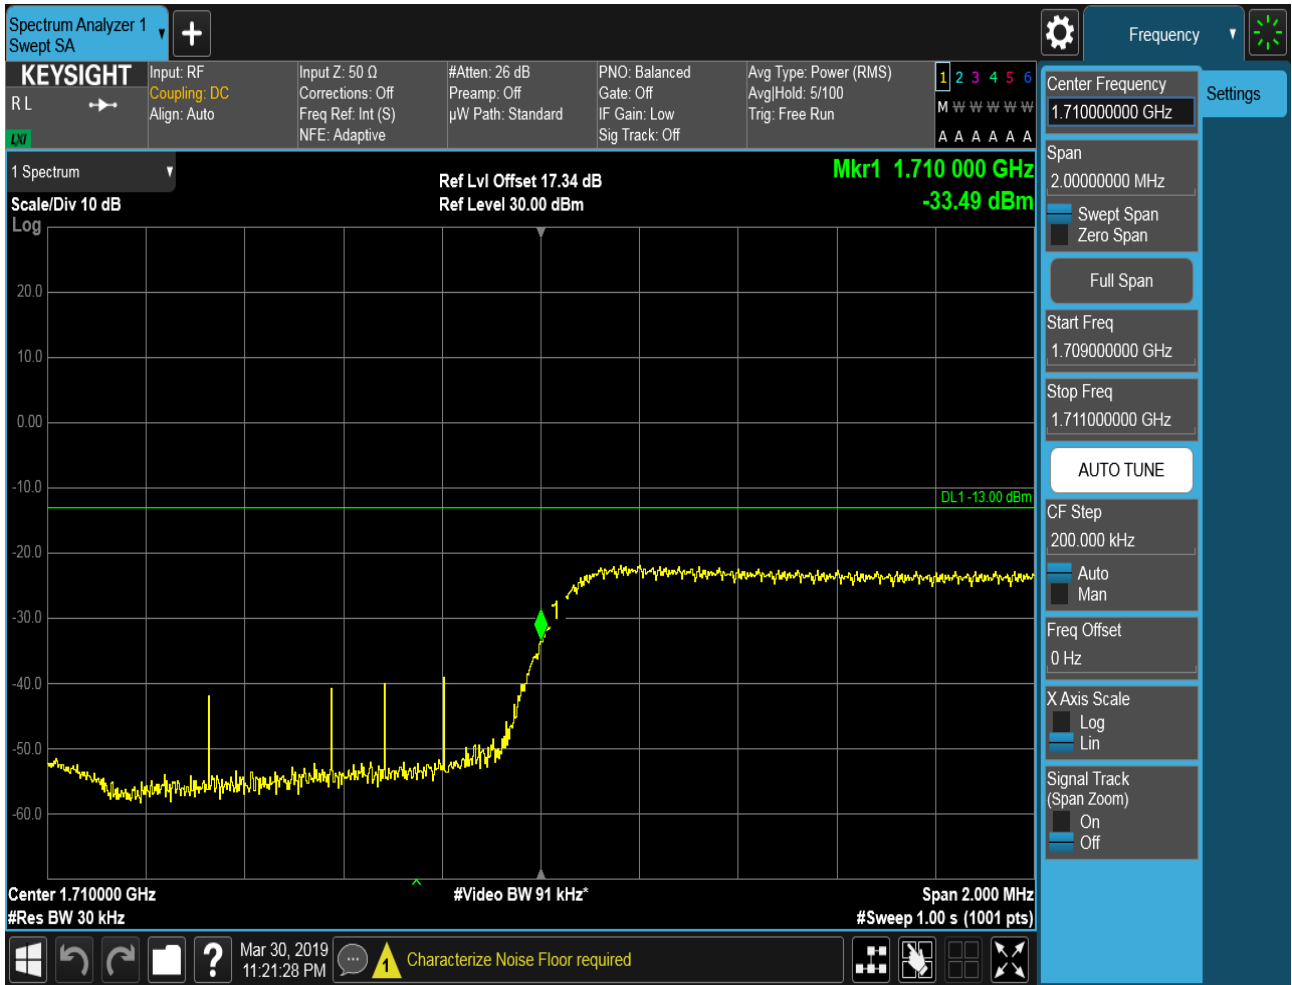 Spectrum Analyzer 1
Swept SA
Frequency
KEYSIGHT
R L
LXI
Input: RF
Coupling: DC
Align: Auto
Input Z: 50 Ω
Corrections: Off
Freq Ref: Int (S)
NFE: Adaptive
#Atten: 26 dB
Preamp: Off
µW Path: Standard
PNO: Balanced
Gate: Off
IF Gain: Low
Sig Track: Off
Avg Type: Power (RMS)
Avg|Hold: 5/100
Trig: Free Run
1 2 3 4 5 6
M W W W W W
A A A A A A
1 Spectrum
Scale/Div 10 dB
Log
Ref Lvl Offset 17.34 dB
Ref Level 30.00 dBm
Mkr1 1.710 000 GHz
-33.49 dBm
20.0
10.0
0.00
-10.0
DL1 -13.00 dBm
-20.0
-30.0
1
-40.0
-50.0
-60.0
Center 1.710000 GHz
#Video BW 91 kHz*
Span 2.000 MHz
#Res BW 30 kHz
#Sweep 1.00 s (1001 pts)
Center Frequency
1.710000000 GHz
Settings
Span
2.00000000 MHz
Swept Span
Zero Span
Full Span
Start Freq
1.709000000 GHz
Stop Freq
1.711000000 GHz
AUTO TUNE
CF Step
200.000 kHz
Auto
Man
Freq Offset
0 Hz
X Axis Scale
Log
Lin
Signal Track
(Span Zoom)
On
Off
?
Mar 30, 2019
11:21:28 PM
1
Characterize Noise Floor required